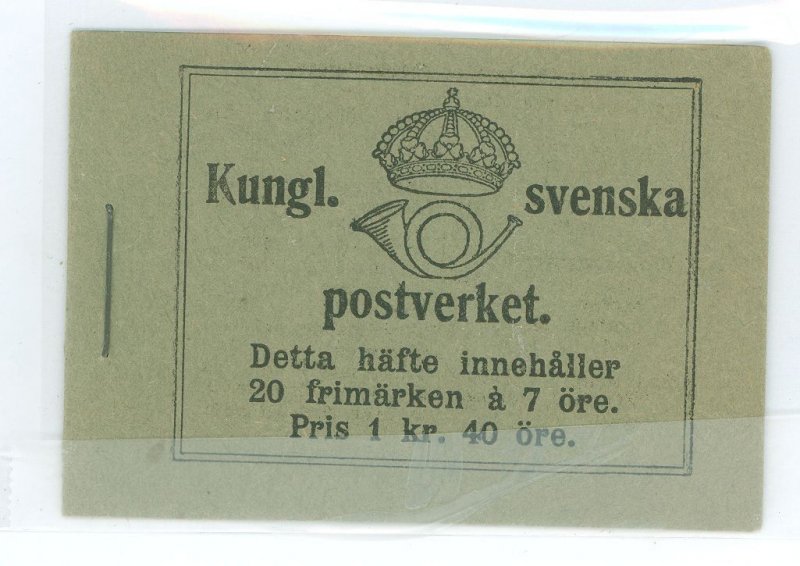 Kungl. svenska
postverket.
Detta häfte innehåller
20 frimärken à 7 öre.
Pris 1 kr. 40 öre.